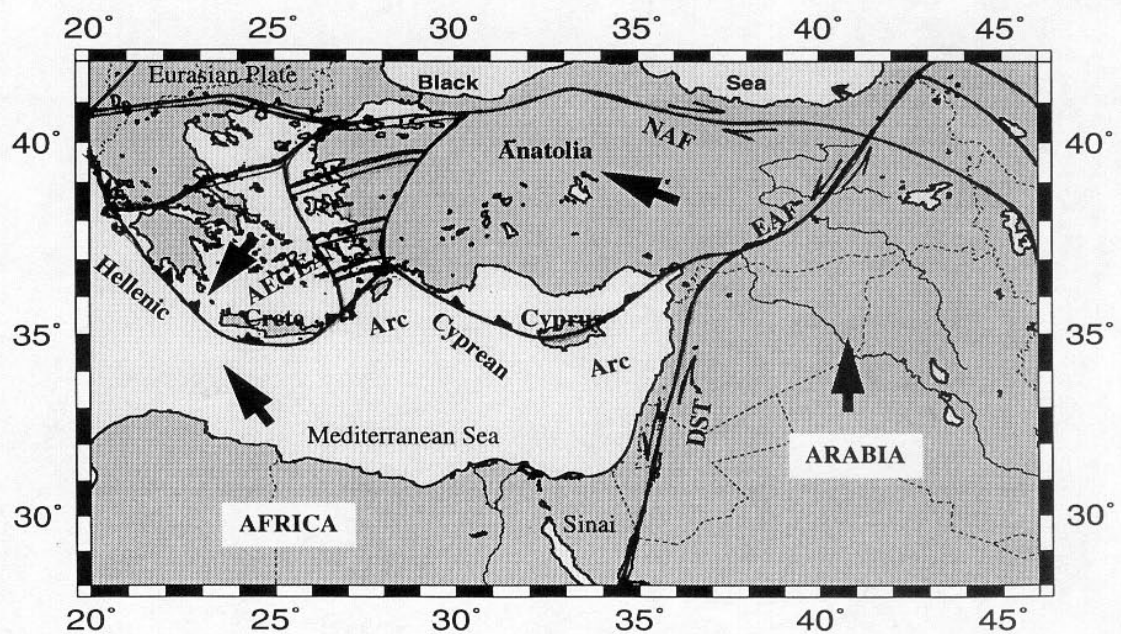 20° 25° 30° 35° 40° 45°
Eurasian Plate
Black Sea
40° 40°
NAF
Anatolia
EAF
AEGEAN
Hellenic Arc
Crete
Cyprus
Cyprean Arc
35° 35°
DST
Mediterranean Sea
ARABIA
AFRICA
Sinai
30° 30°
20° 25° 30° 35° 40° 45°